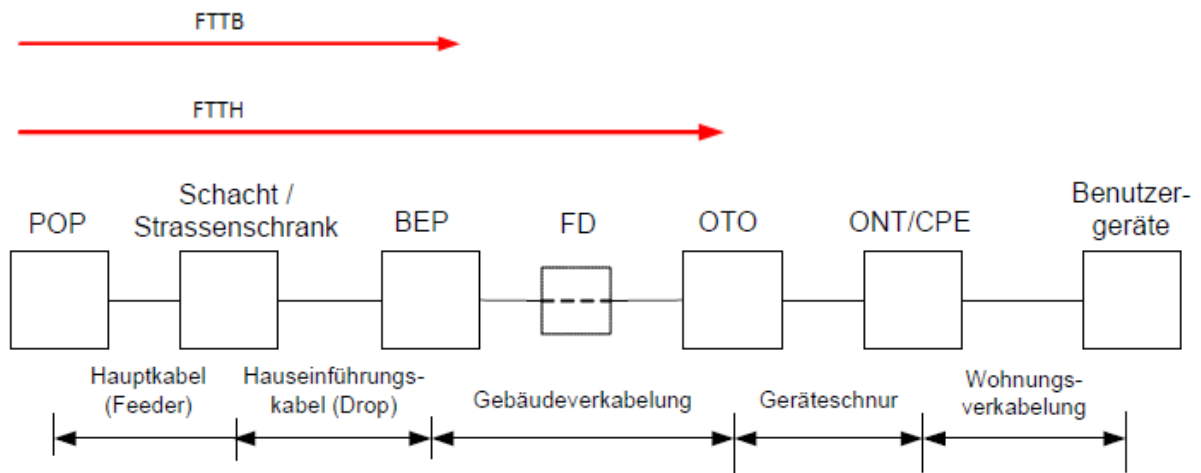 FTTB
FTTH
POP
Schacht /
Strassenschrank
BEP
FD
OTO
ONT/CPE
Benutzer-
geräte
Hauptkabel
(Feeder)
Hauseinführungs-
kabel (Drop)
Gebäudeverkabelung
Geräteschnur
Wohnungs-
verkabelung